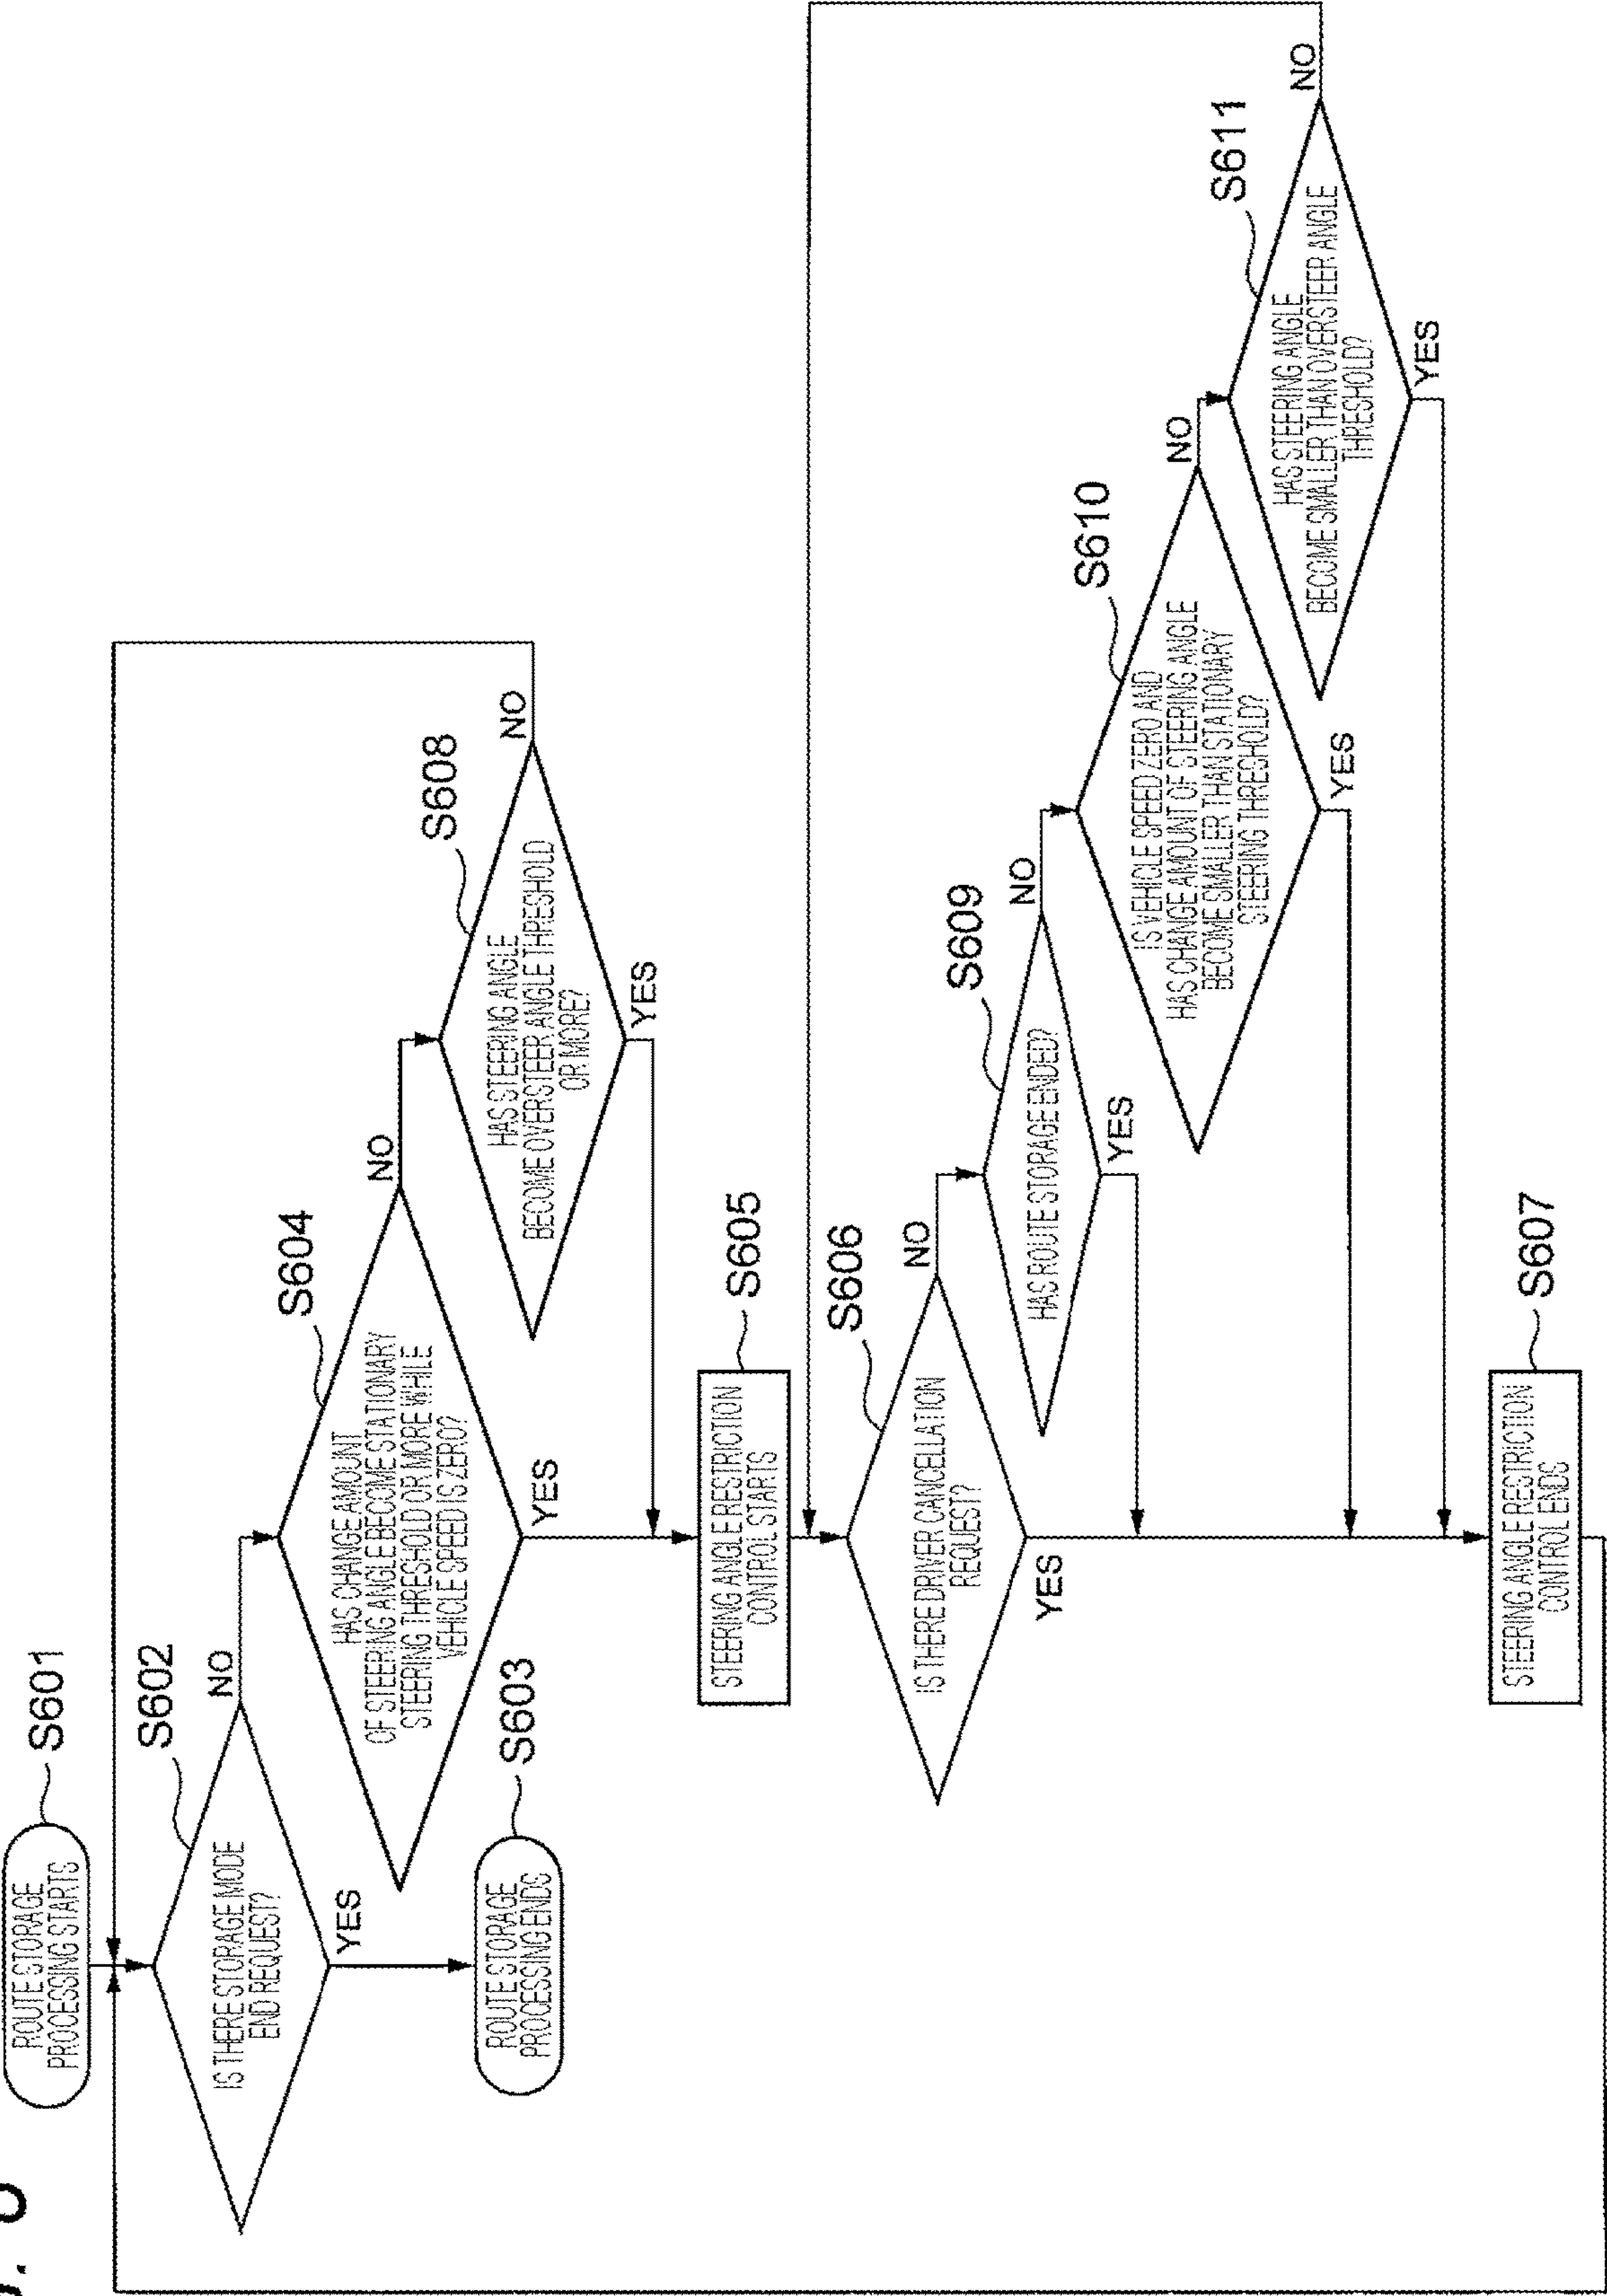 ROUTE STORAGE
PROCESSING STARTS
S601
IS THERE STORAGE MODE
END REQUEST?
S602
NO
YES
ROUTE STORAGE
PROCESSING ENDS
S603
HAS CHANGE AMOUNT
OF STEERING ANGLE BECOME STATIONARY
STEERING THRESHOLD OR MORE WHILE
VEHICLE SPEED IS ZERO?
S604
NO
YES
HAS STEERING ANGLE
BECOME OVERSTEER ANGLE THRESHOLD
OR MORE?
S608
NO
YES
STEERING ANGLE RESTRICTION
CONTROL STARTS
S605
IS THERE DRIVER CANCELLATION
REQUEST?
S606
NO
YES
HAS ROUTE STORAGE ENDED?
S609
NO
YES
IS VEHICLE SPEED ZERO AND
HAS CHANGE AMOUNT OF STEERING ANGLE
BECOME SMALLER THAN STATIONARY
STEERING THRESHOLD?
S610
NO
YES
HAS STEERING ANGLE
BECOME SMALLER THAN OVERSTEER ANGLE
THRESHOLD?
S611
NO
YES
STEERING ANGLE RESTRICTION
CONTROL ENDS
S607